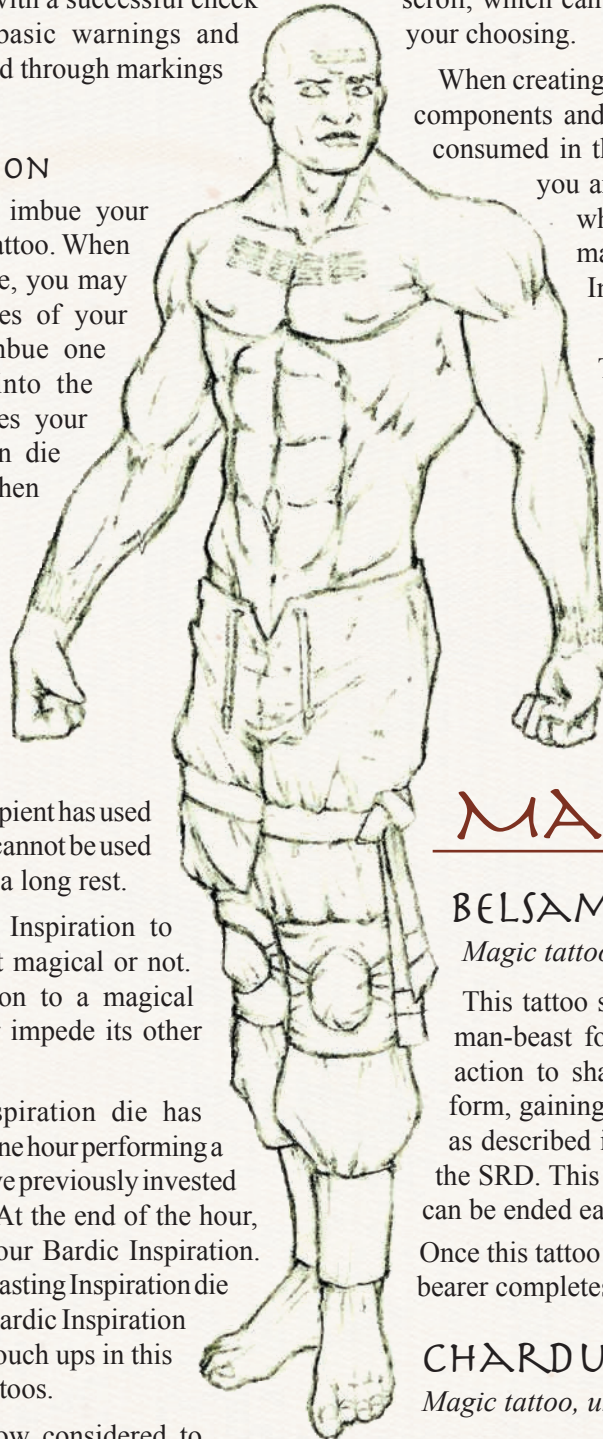 with a successful check
basic warnings and
d through markings
ON
imbue your
attoo. When
e, you may
es of your
mbue one
into the
es your
n die
hen
pient has used
cannot be used
a long rest.
Inspiration to
t magical or not.
on to a magical
impede its other
spiration die has
ne hour performing a
ve previously invested
At the end of the hour,
our Bardic Inspiration.
asting Inspiration die
ardic Inspiration
ouch ups in this
toos.
ow considered to
scroll, which can
your choosing.
When creating
components and
consumed in th
you a
wh
ma
In
T
MA
BELSAM
Magic tattoo
This tattoo s
man-beast fo
action to sha
form, gaining
as described i
the SRD. This
can be ended ea
Once this tattoo
bearer completes
CHARDU
Magic tattoo, u